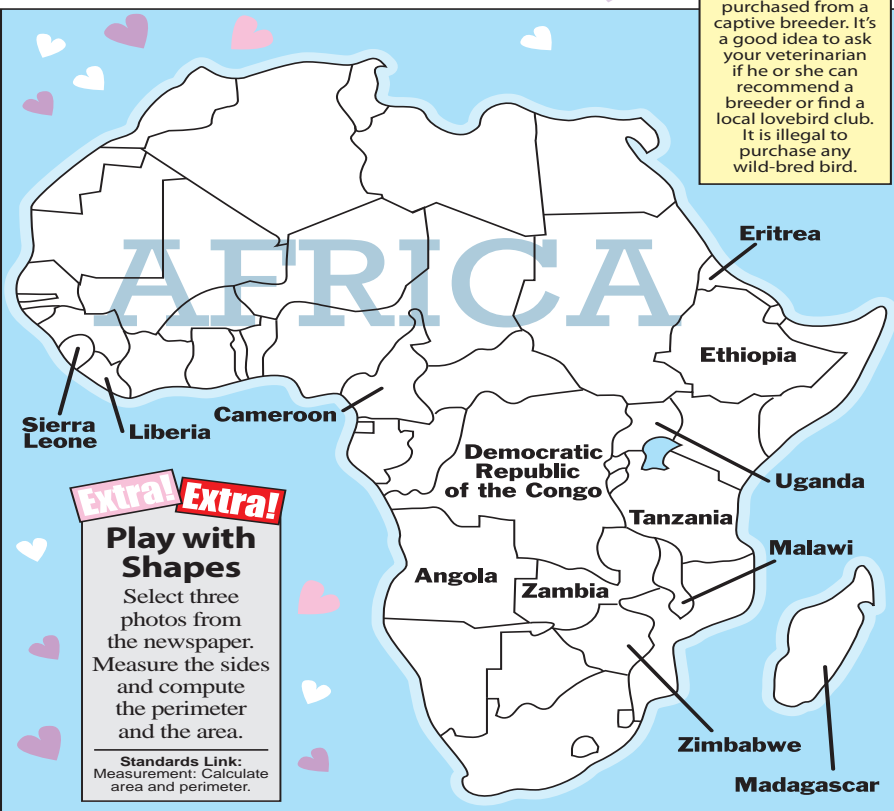 purchased from a
captive breeder. It's
a good idea to ask
your veterinarian
if he or she can
recommend a
breeder or find a
local lovebird club.
It is illegal to
purchase any
wild-bred bird.
AFRICA
Eritrea
Ethiopia
Sierra
Leone
Liberia
Cameroon
Democratic
Republic
of the Congo
Uganda
Tanzania
Malawi
Angola
Zambia
Zimbabwe
Madagascar
Extra! Extra!
Play with
Shapes
Select three
photos from
the newspaper.
Measure the sides
and compute
the perimeter
and the area.
Standards Link:
Measurement: Calculate
area and perimeter.